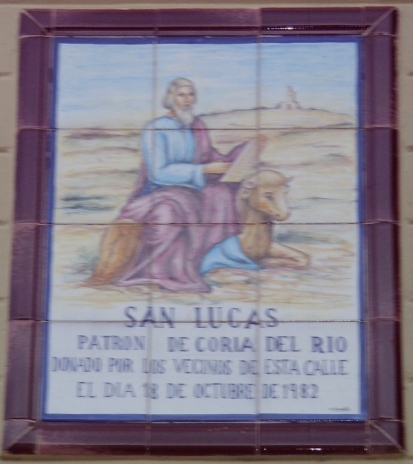 SAN LUCAS
PATRON DE CORIA DEL RIO
DONADO POR LOS VECINOS DE ESTA CALLE
EL DIA 18 DE OCTUBRE DE 1982